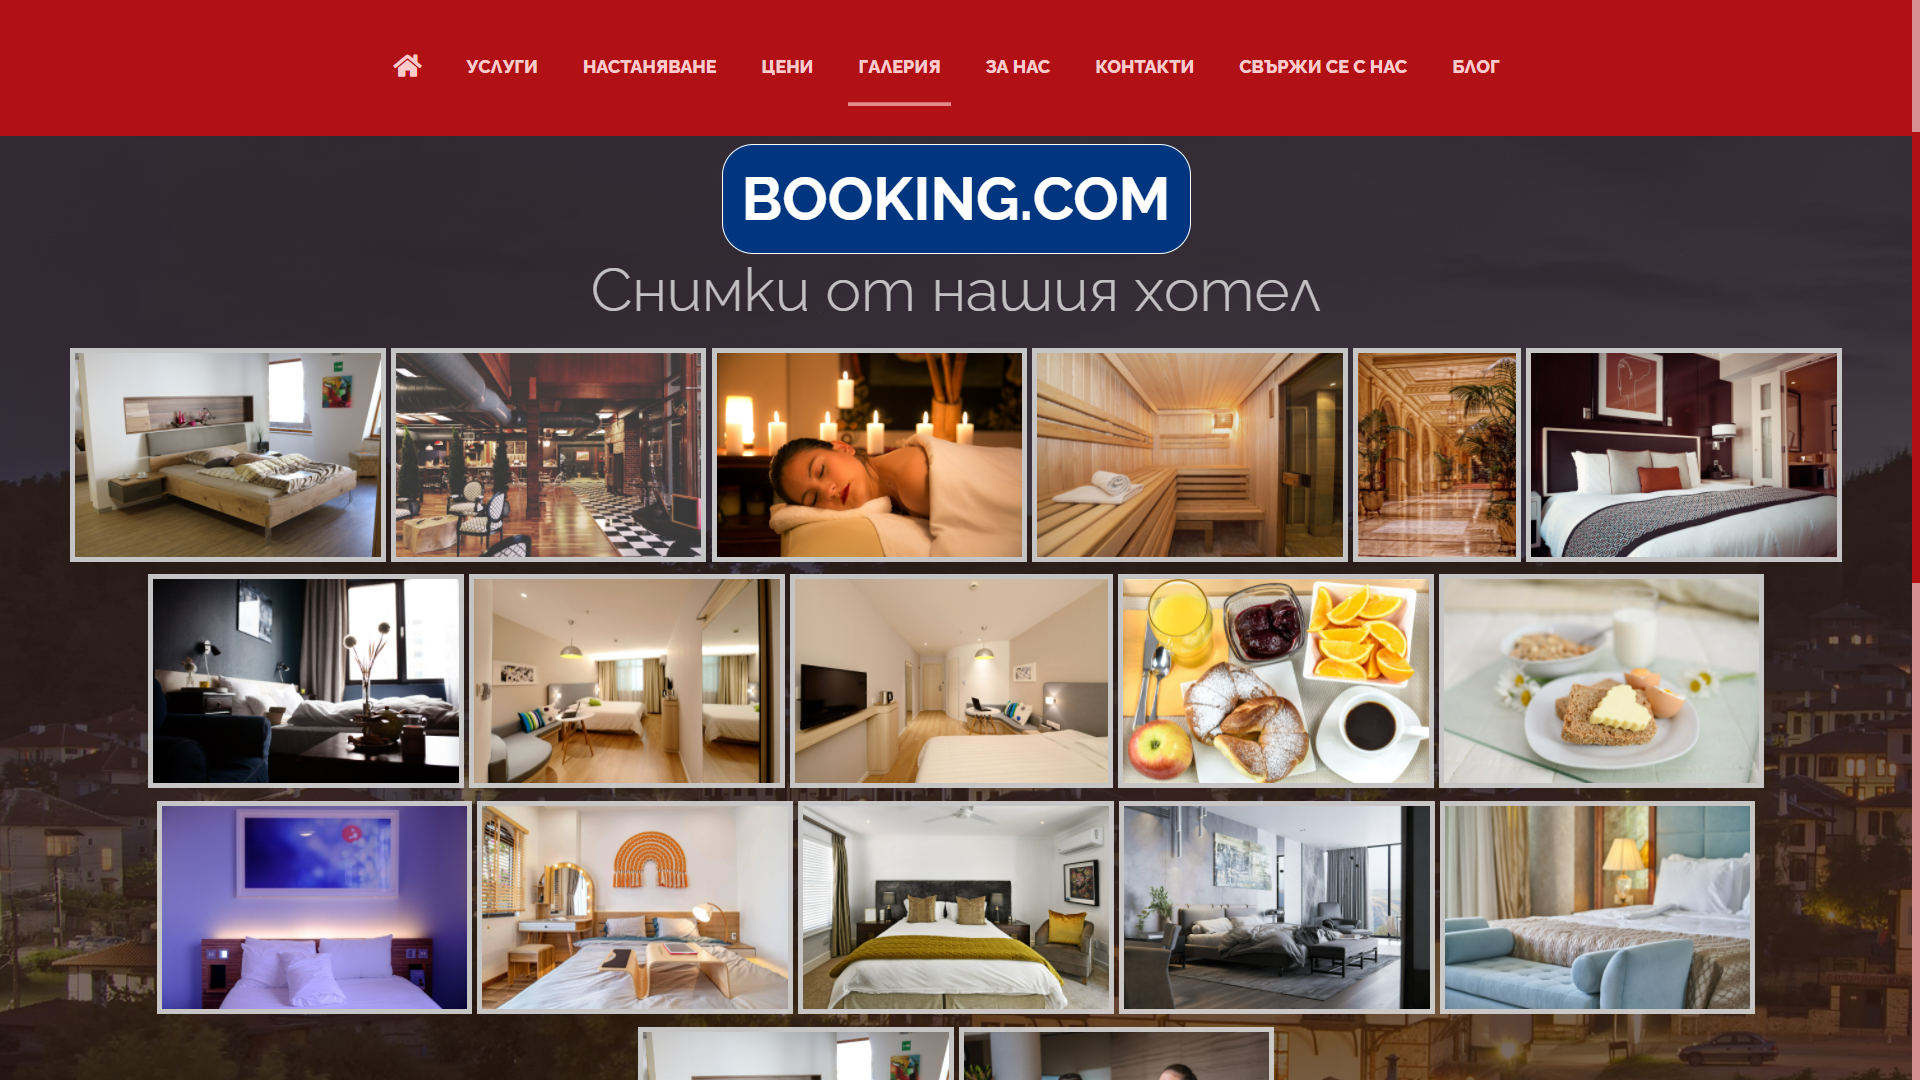 УСЛУГИ НАСТАНЯВАНЕ ЦЕНИ ГАЛЕРИЯ ЗА НАС КОНТАКТИ СВЪРЖИ СЕ С НАС БЛОГ
BOOKING.COM
Снимки от нашия хотел